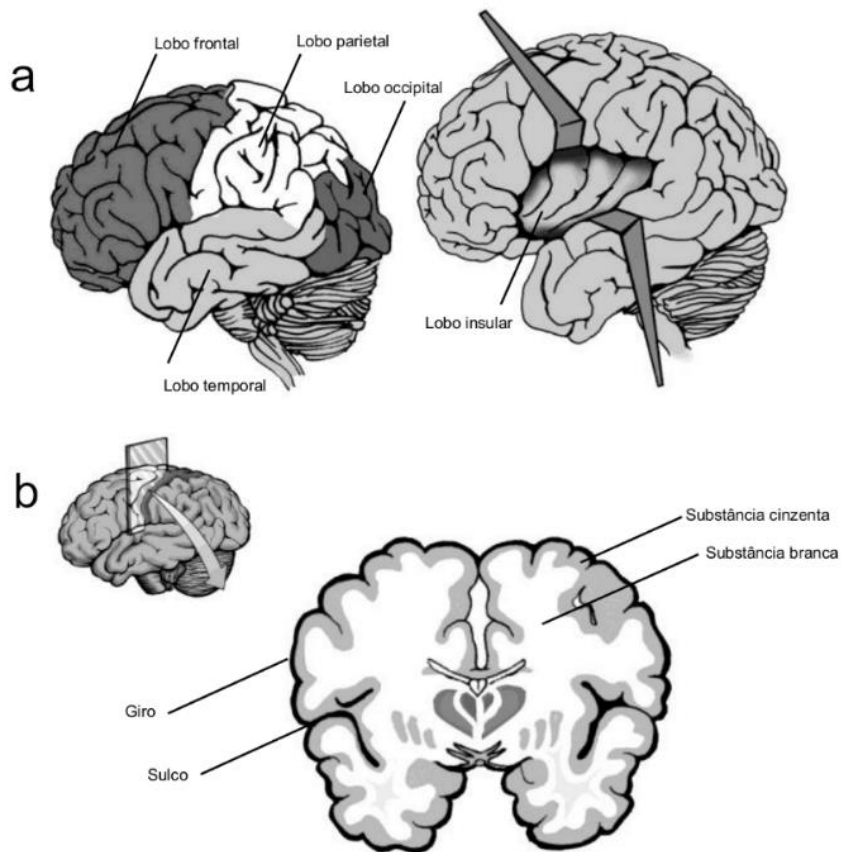 a
Lobo frontal
Lobo parietal
Lobo occipital
Lobo temporal
Lobo insular
b
Substância cinzenta
Substância branca
Giro
Sulco